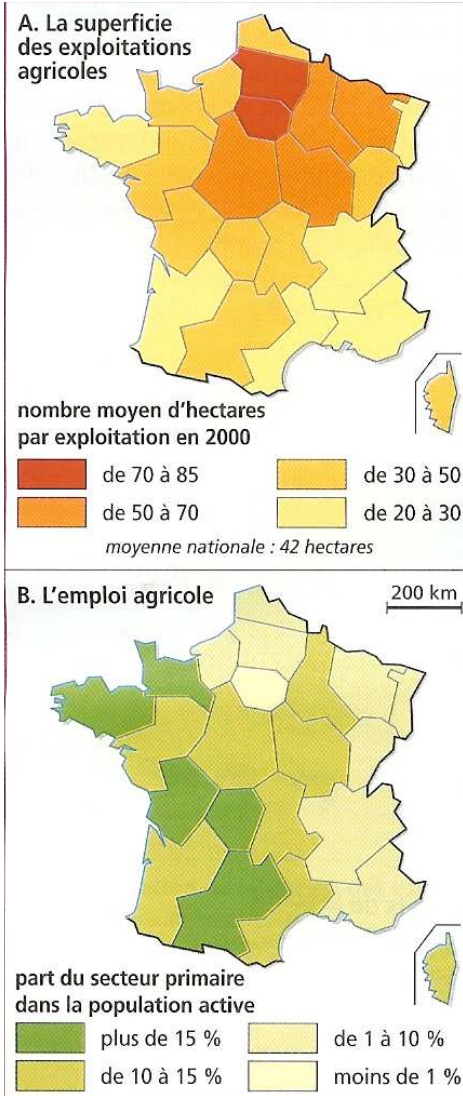 A. La superficie
des exploitations
agricoles
nombre moyen d'hectares
par exploitation en 2000
de 70 à 85
de 30 à 50
de 50 à 70
de 20 à 30
moyenne nationale : 42 hectares
B. L'emploi agricole
200 km
part du secteur primaire
dans la population active
plus de 15 %
de 1 à 10 %
de 10 à 15 %
moins de 1 %